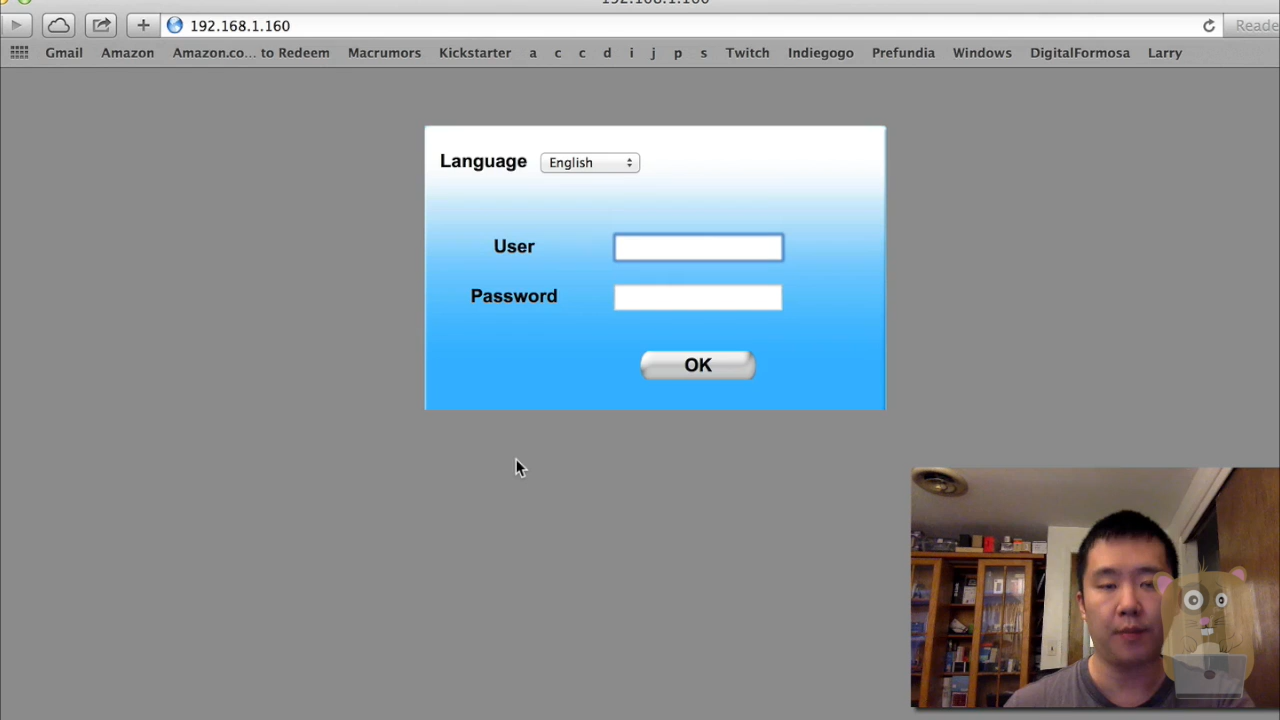 192.168.1.160
Gmail Amazon Amazon.co... to Redeem Macrumors Kickstarter a c c d i j p s Twitch Indiegogo Prefundia Windows DigitalFormosa Larry
Language English
User
Password
OK